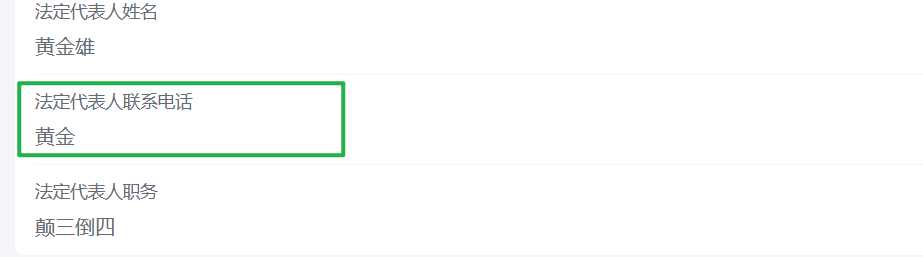 法定代表人姓名
黄金雄
法定代表人联系电话
黄金
法定代表人职务
颠三倒四